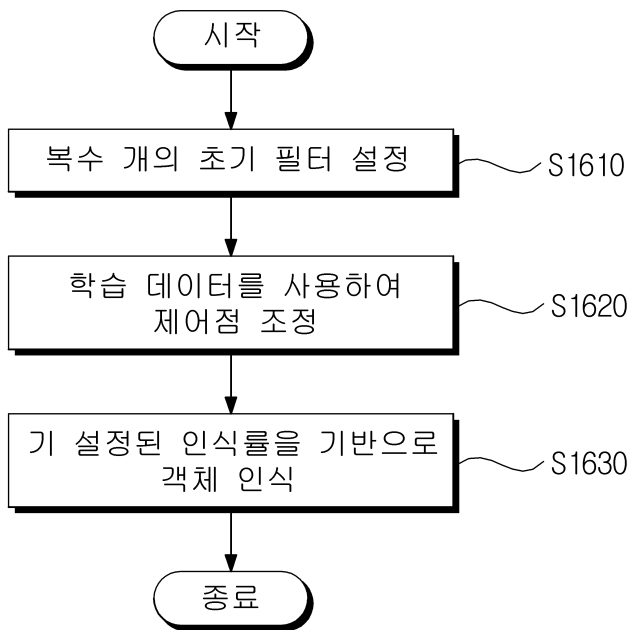 시작
복수 개의 초기 필터 설정
S1610
학습 데이터를 사용하여
제어점 조정
S1620
기 설정된 인식률을 기반으로
객체 인식
S1630
종료